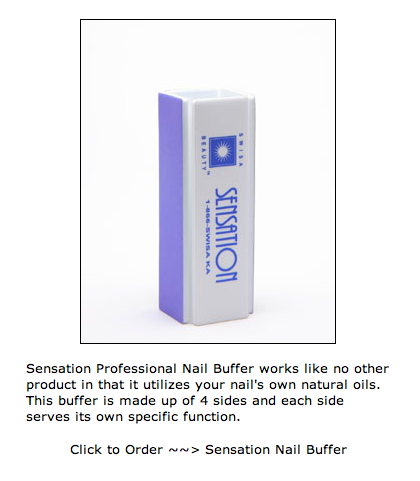 SWISA
BEAUTY™
SENSATION
1-866-SWISA KA
Sensation Professional Nail Buffer works like no other
product in that it utilizes your nail's own natural oils.
This buffer is made up of 4 sides and each side
serves its own specific function.
Click to Order ~~> Sensation Nail Buffer